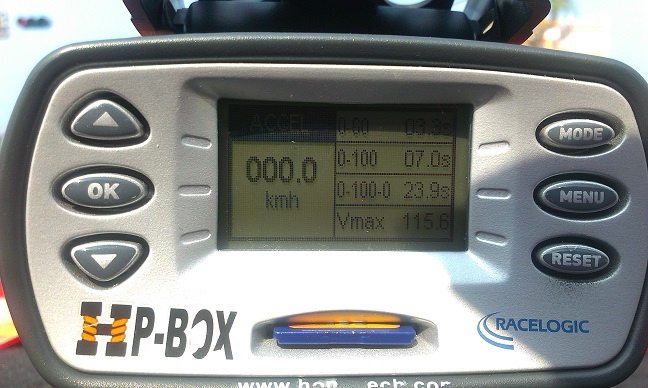 ACCEL
000.0
kmh
0-60 03.3s
0-100 07.0s
0-100-0 23.9s
Vmax 115.6
OK
MODE
MENU
RESET
HP-BOX
RACELOGIC